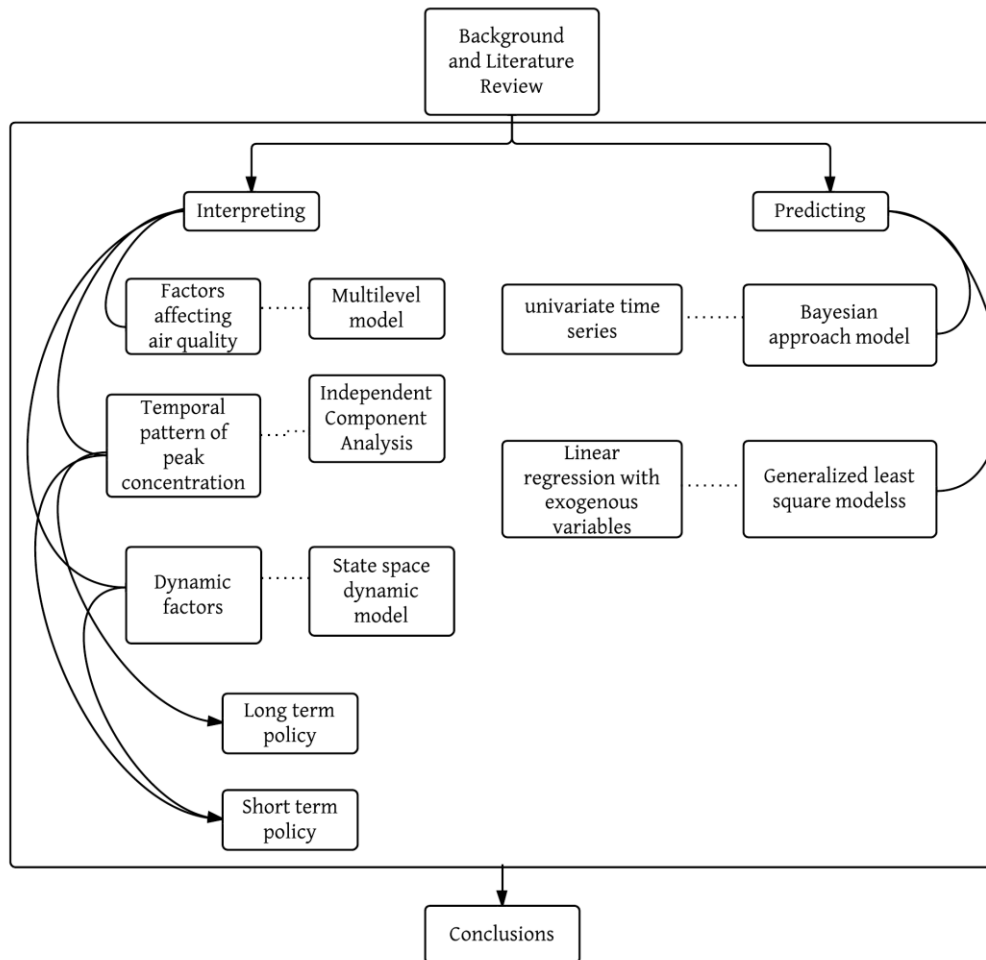 Background
and Literature
Review
Interpreting
Predicting
Factors
affecting
air quality
Multilevel
model
univariate time
series
Bayesian
approach model
Temporal
pattern of
peak
concentration
Independent
Component
Analysis
Linear
regression with
exogenous
variables
Generalized least
square modelss
Dynamic
factors
State space
dynamic
model
Long term
policy
Short term
policy
Conclusions